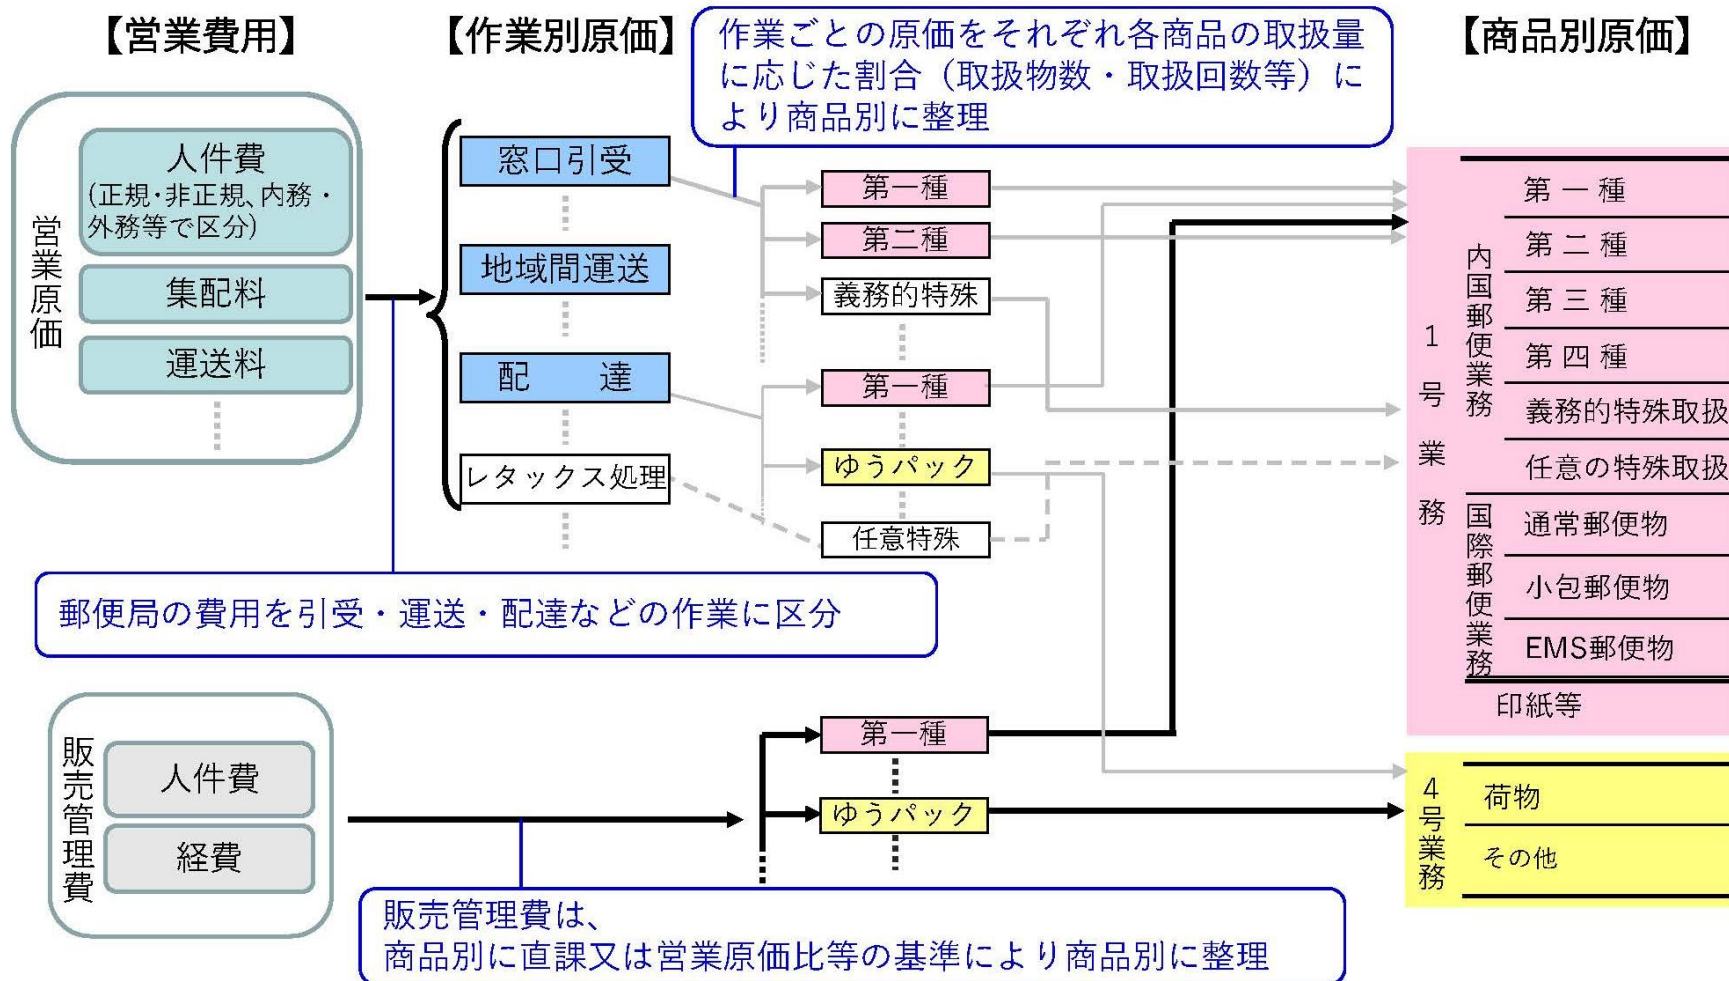 【営業費用】
【作業別原価】
作業ごとの原価をそれぞれ各商品の取扱量
に応じた割合（取扱物数・取扱回数等）に
より商品別に整理
【商品別原価】
営業原価
人件費
(正規・非正規、内務・
外務等で区分)
集配料
運送料
窓口引受
地域間運送
配　達
レタックス処理
第一種
第二種
義務的特殊
第一種
ゆうパック
任意特殊
郵便局の費用を引受・運送・配達などの作業に区分
販売管理費
人件費
経費
第一種
ゆうパック
販売管理費は、
商品別に直課又は営業原価比等の基準により商品別に整理
１号業務
内国郵便業務
第 一 種
第 二 種
第 三 種
第 四 種
義務的特殊取扱
任意の特殊取扱
国際郵便業務
通常郵便物
小包郵便物
EMS郵便物
印紙等
４号業務
荷物
その他